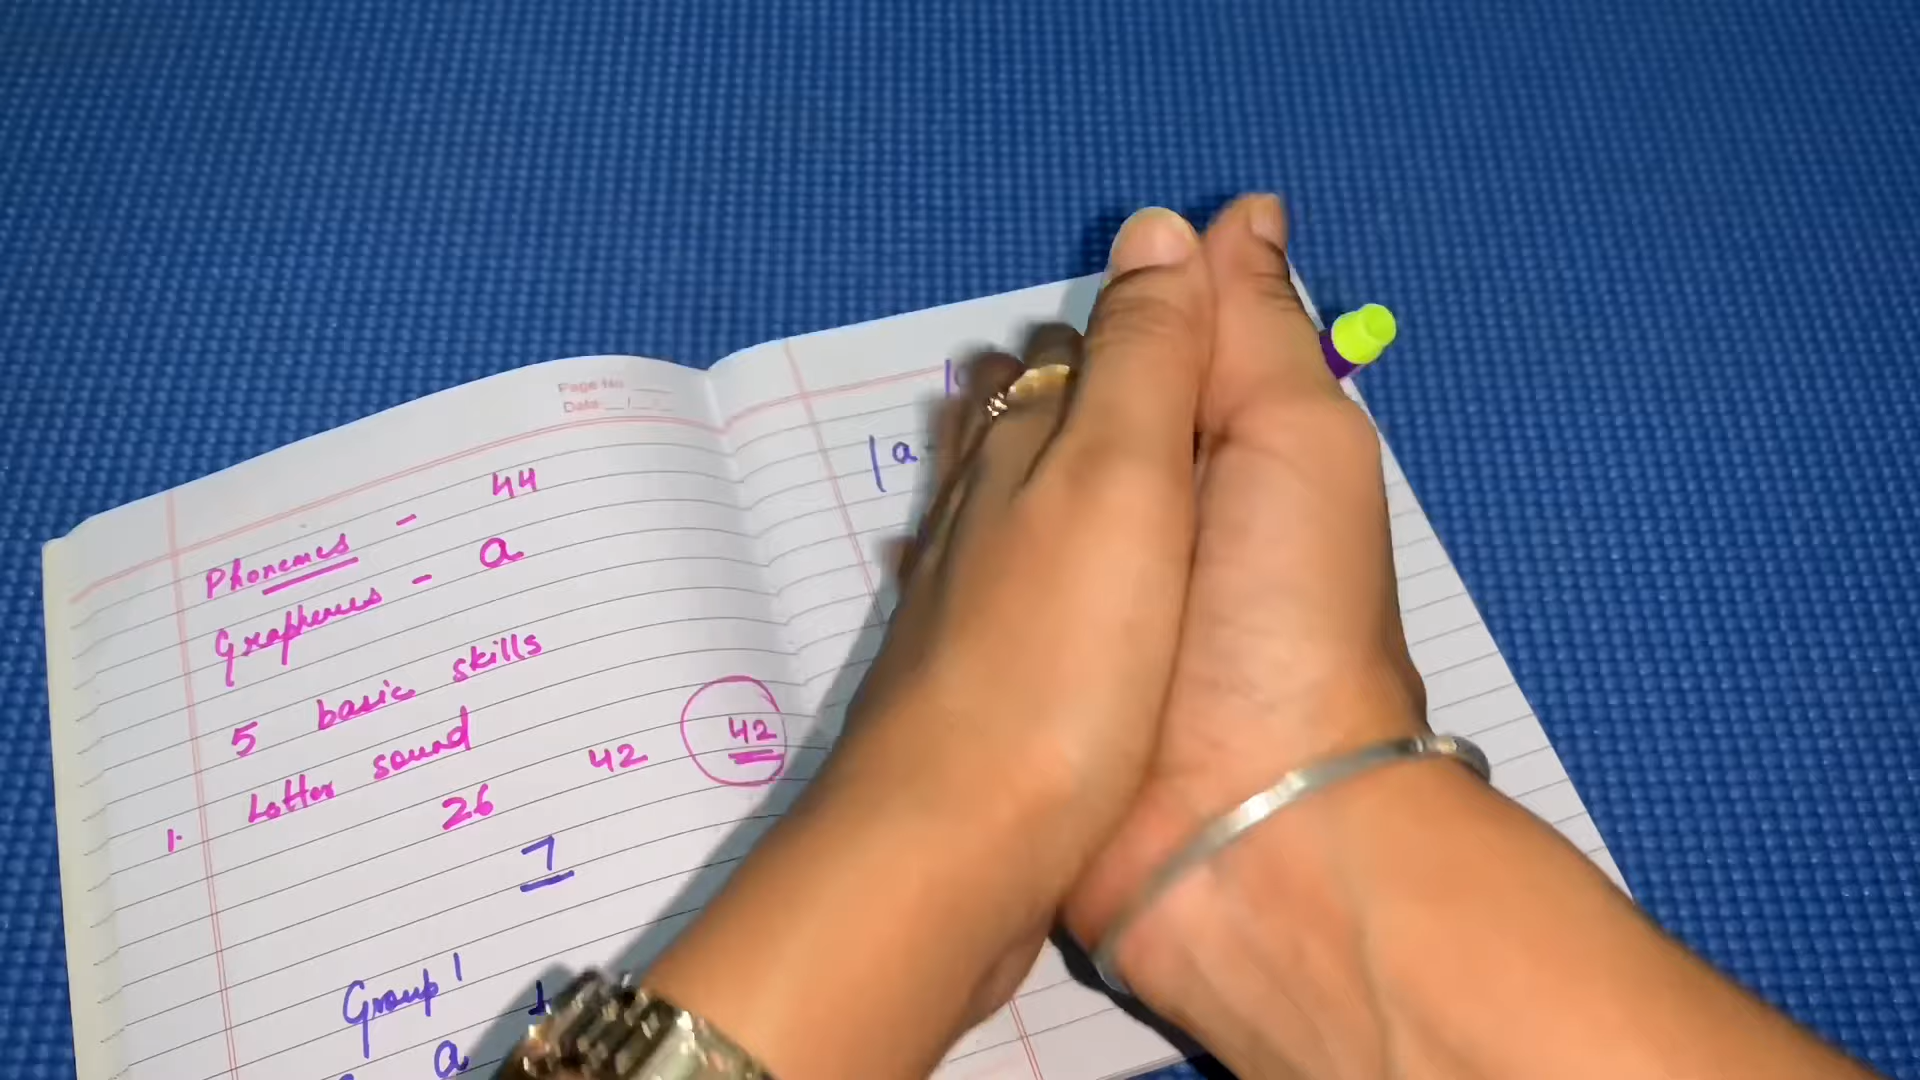 Page No.
Date / /
Phonemes - 44
Graphemes - a
5 basic skills
1. Letter sound
26 42 42
7
Group 1
a
/a